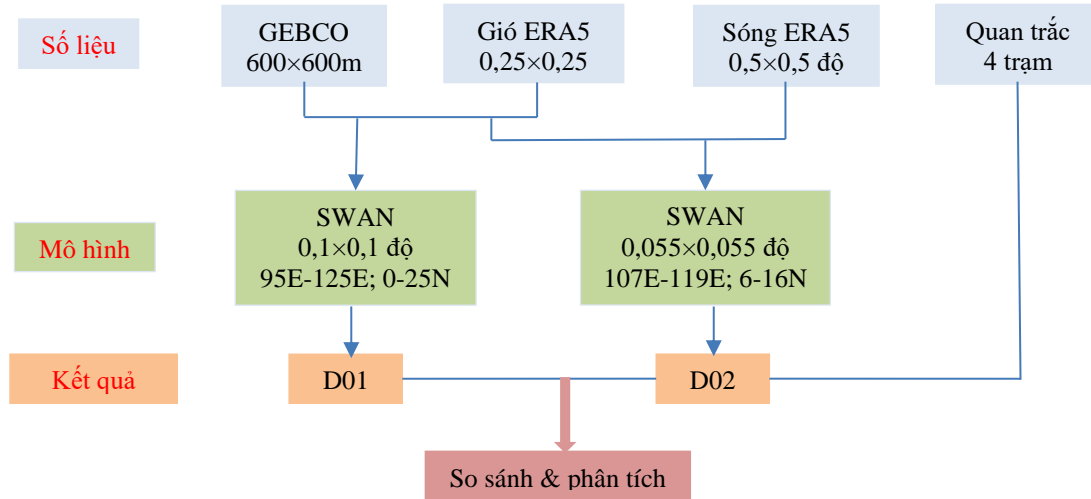 Số liệu
GEBCO
600×600m
Gió ERA5
0,25×0,25
Sóng ERA5
0,5×0,5 độ
Quan trắc
4 trạm
Mô hình
SWAN
0,1×0,1 độ
95E-125E; 0-25N
SWAN
0,055×0,055 độ
107E-119E; 6-16N
Kết quả
D01
D02
So sánh & phân tích